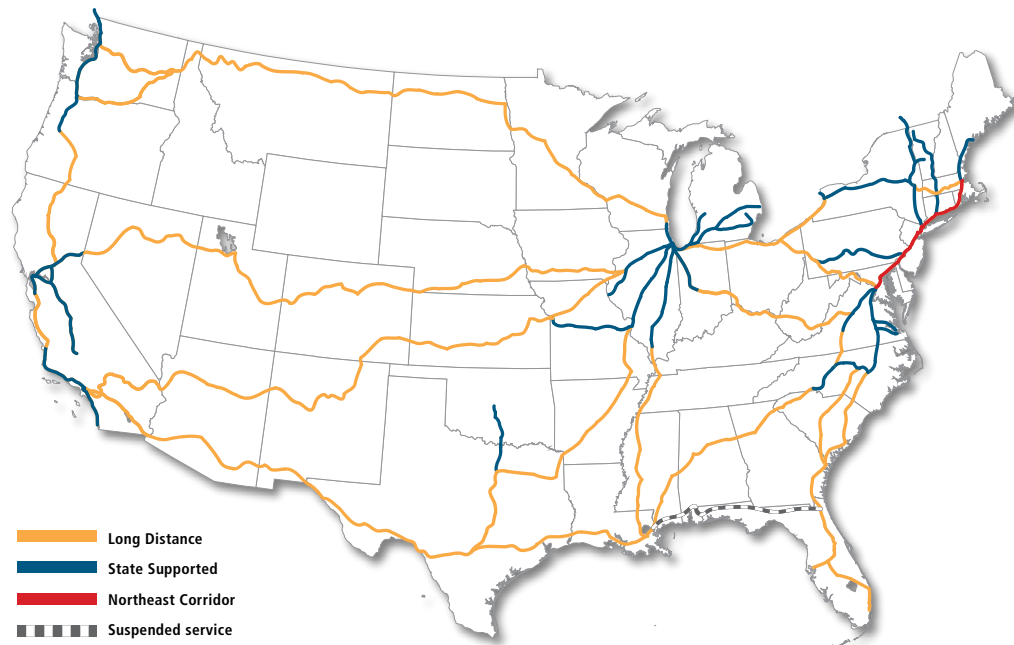 Long Distance
State Supported
Northeast Corridor
Suspended service